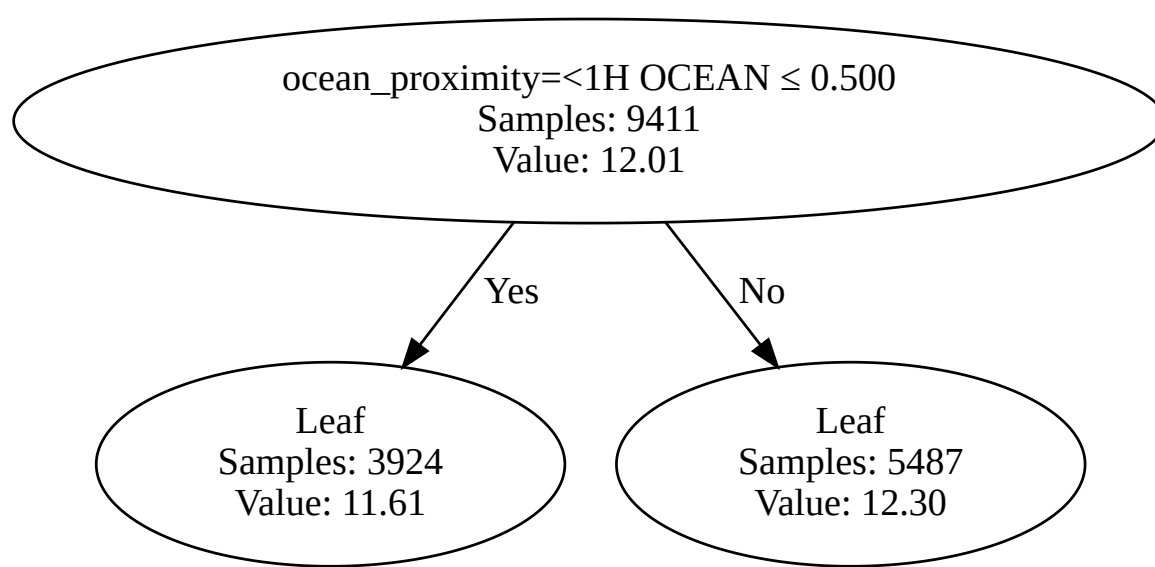 ocean_proximity=<1H OCEAN ≤ 0.500
Samples: 9411
Value: 12.01
Yes
No
Leaf
Samples: 3924
Value: 11.61
Leaf
Samples: 5487
Value: 12.30